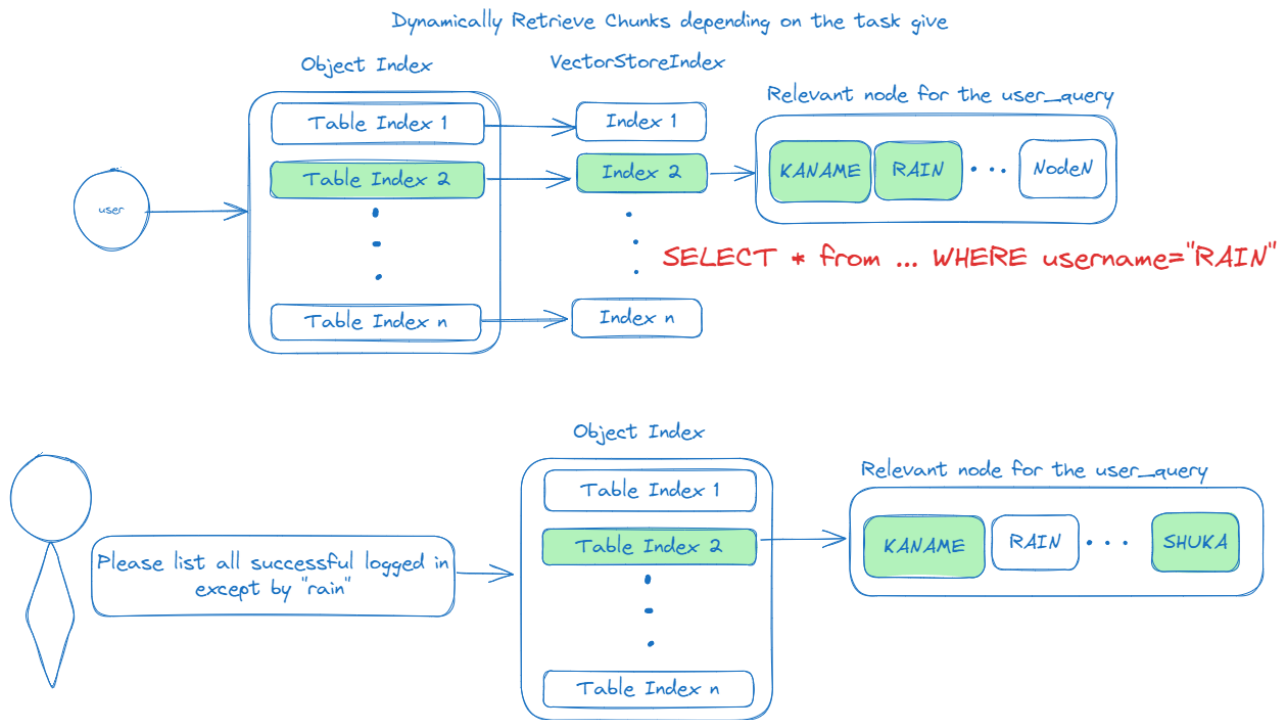 Dynamically Retrieve Chunks depending on the task give
Object Index
VectorStoreIndex
Relevant node for the user_query
Table Index 1
Index 1
user
Table Index 2
Index 2
KANAME
RAIN
NodeN
SELECT * from ... WHERE username="RAIN"
Table Index n
Index n
Object Index
Relevant node for the user_query
Table Index 1
Please list all successful logged in
except by "rain"
Table Index 2
KANAME
RAIN
SHUKA
Table Index n